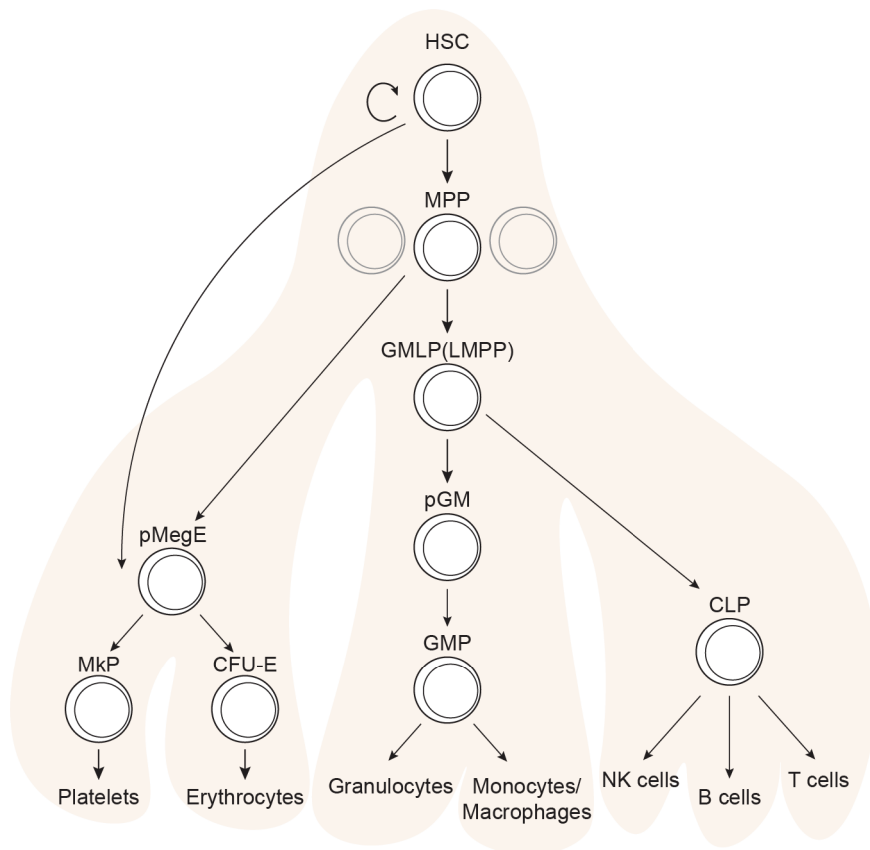 HSC
MPP
GMLP(LMPP)
pGM
pMegE
CLP
GMP
MkP
CFU-E
Platelets
Erythrocytes
Granulocytes
Monocytes/
Macrophages
NK cells
B cells
T cells